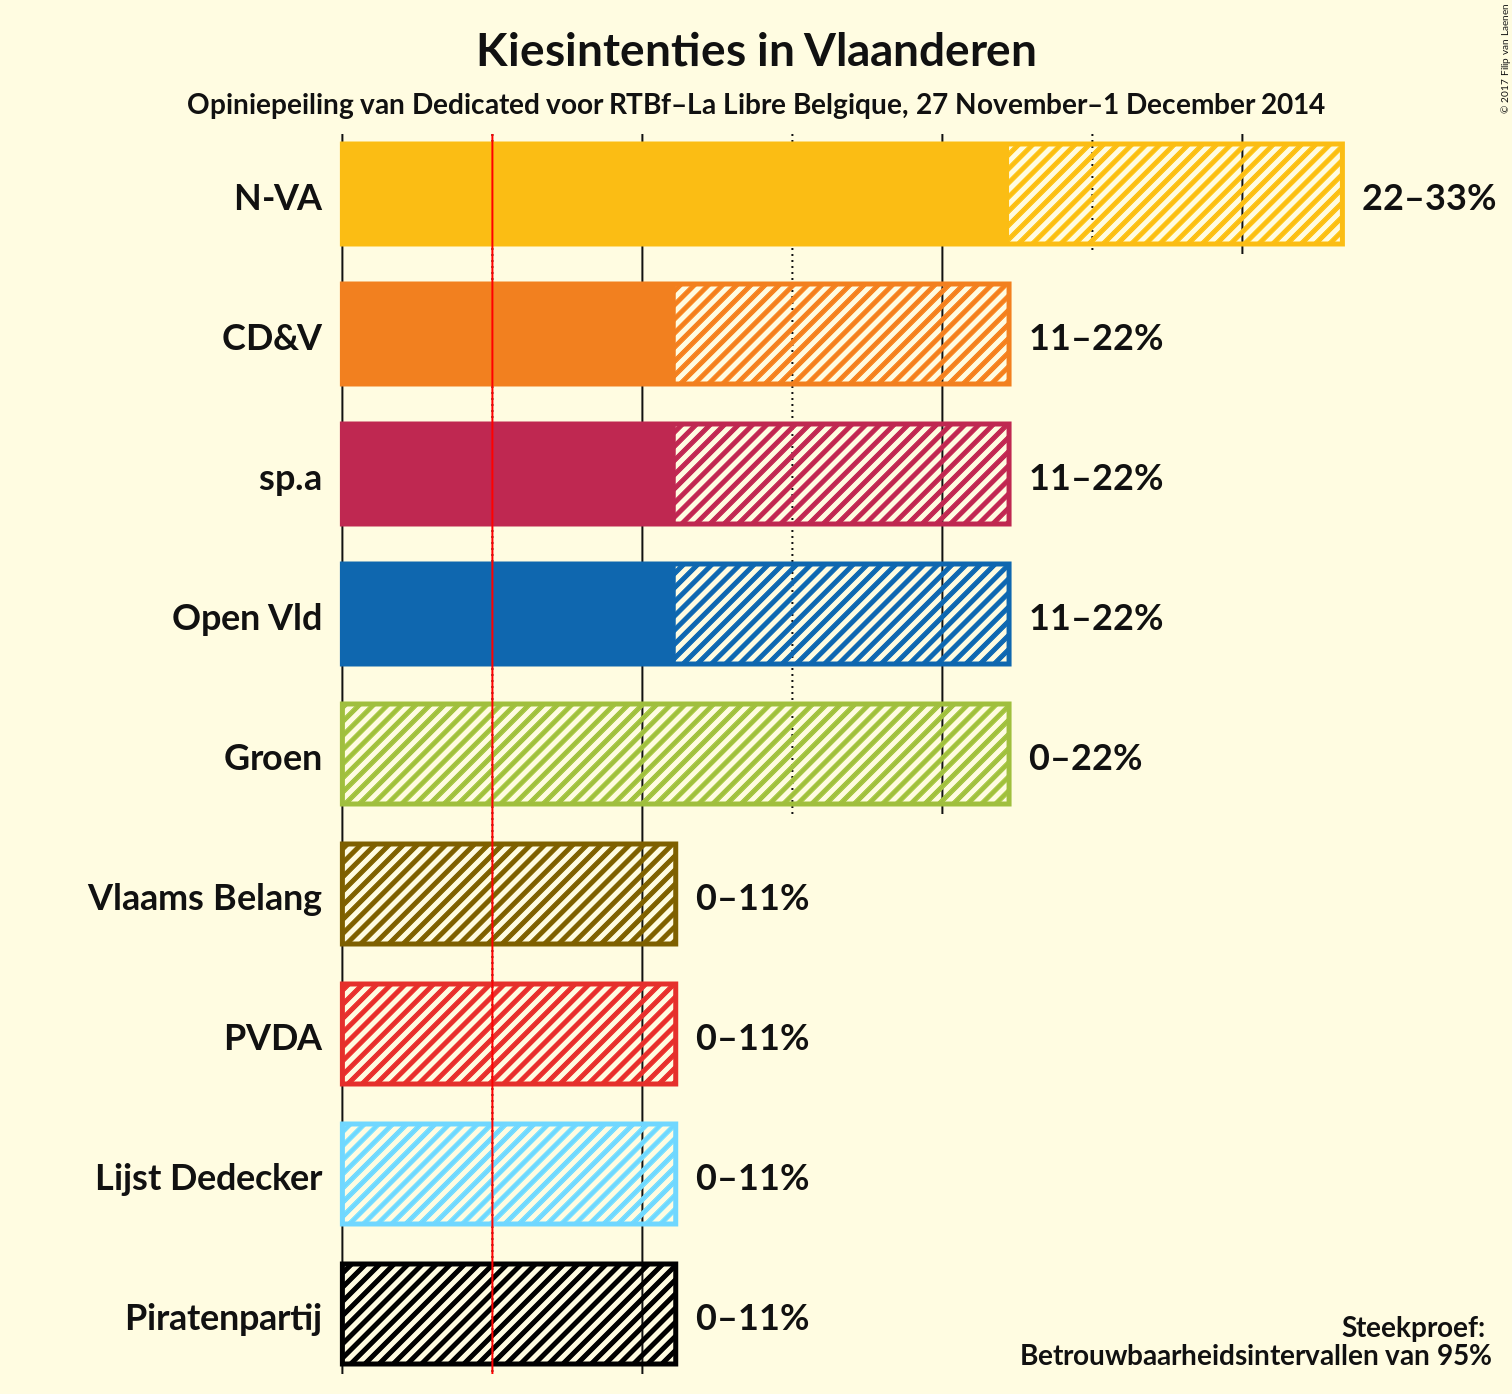 Kiesintenties in Vlaanderen
Opiniepeiling van Dedicated voor RTBf–La Libre Belgique, 27 November–1 December 2014
© 2017 Filip van Laenen
N-VA 22–33%
CD&V 11–22%
sp.a 11–22%
Open Vld 11–22%
Groen 0–22%
Vlaams Belang 0–11%
PVDA 0–11%
Lijst Dedecker 0–11%
Piratenpartij 0–11%
Steekproef:
Betrouwbaarheidsintervallen van 95%